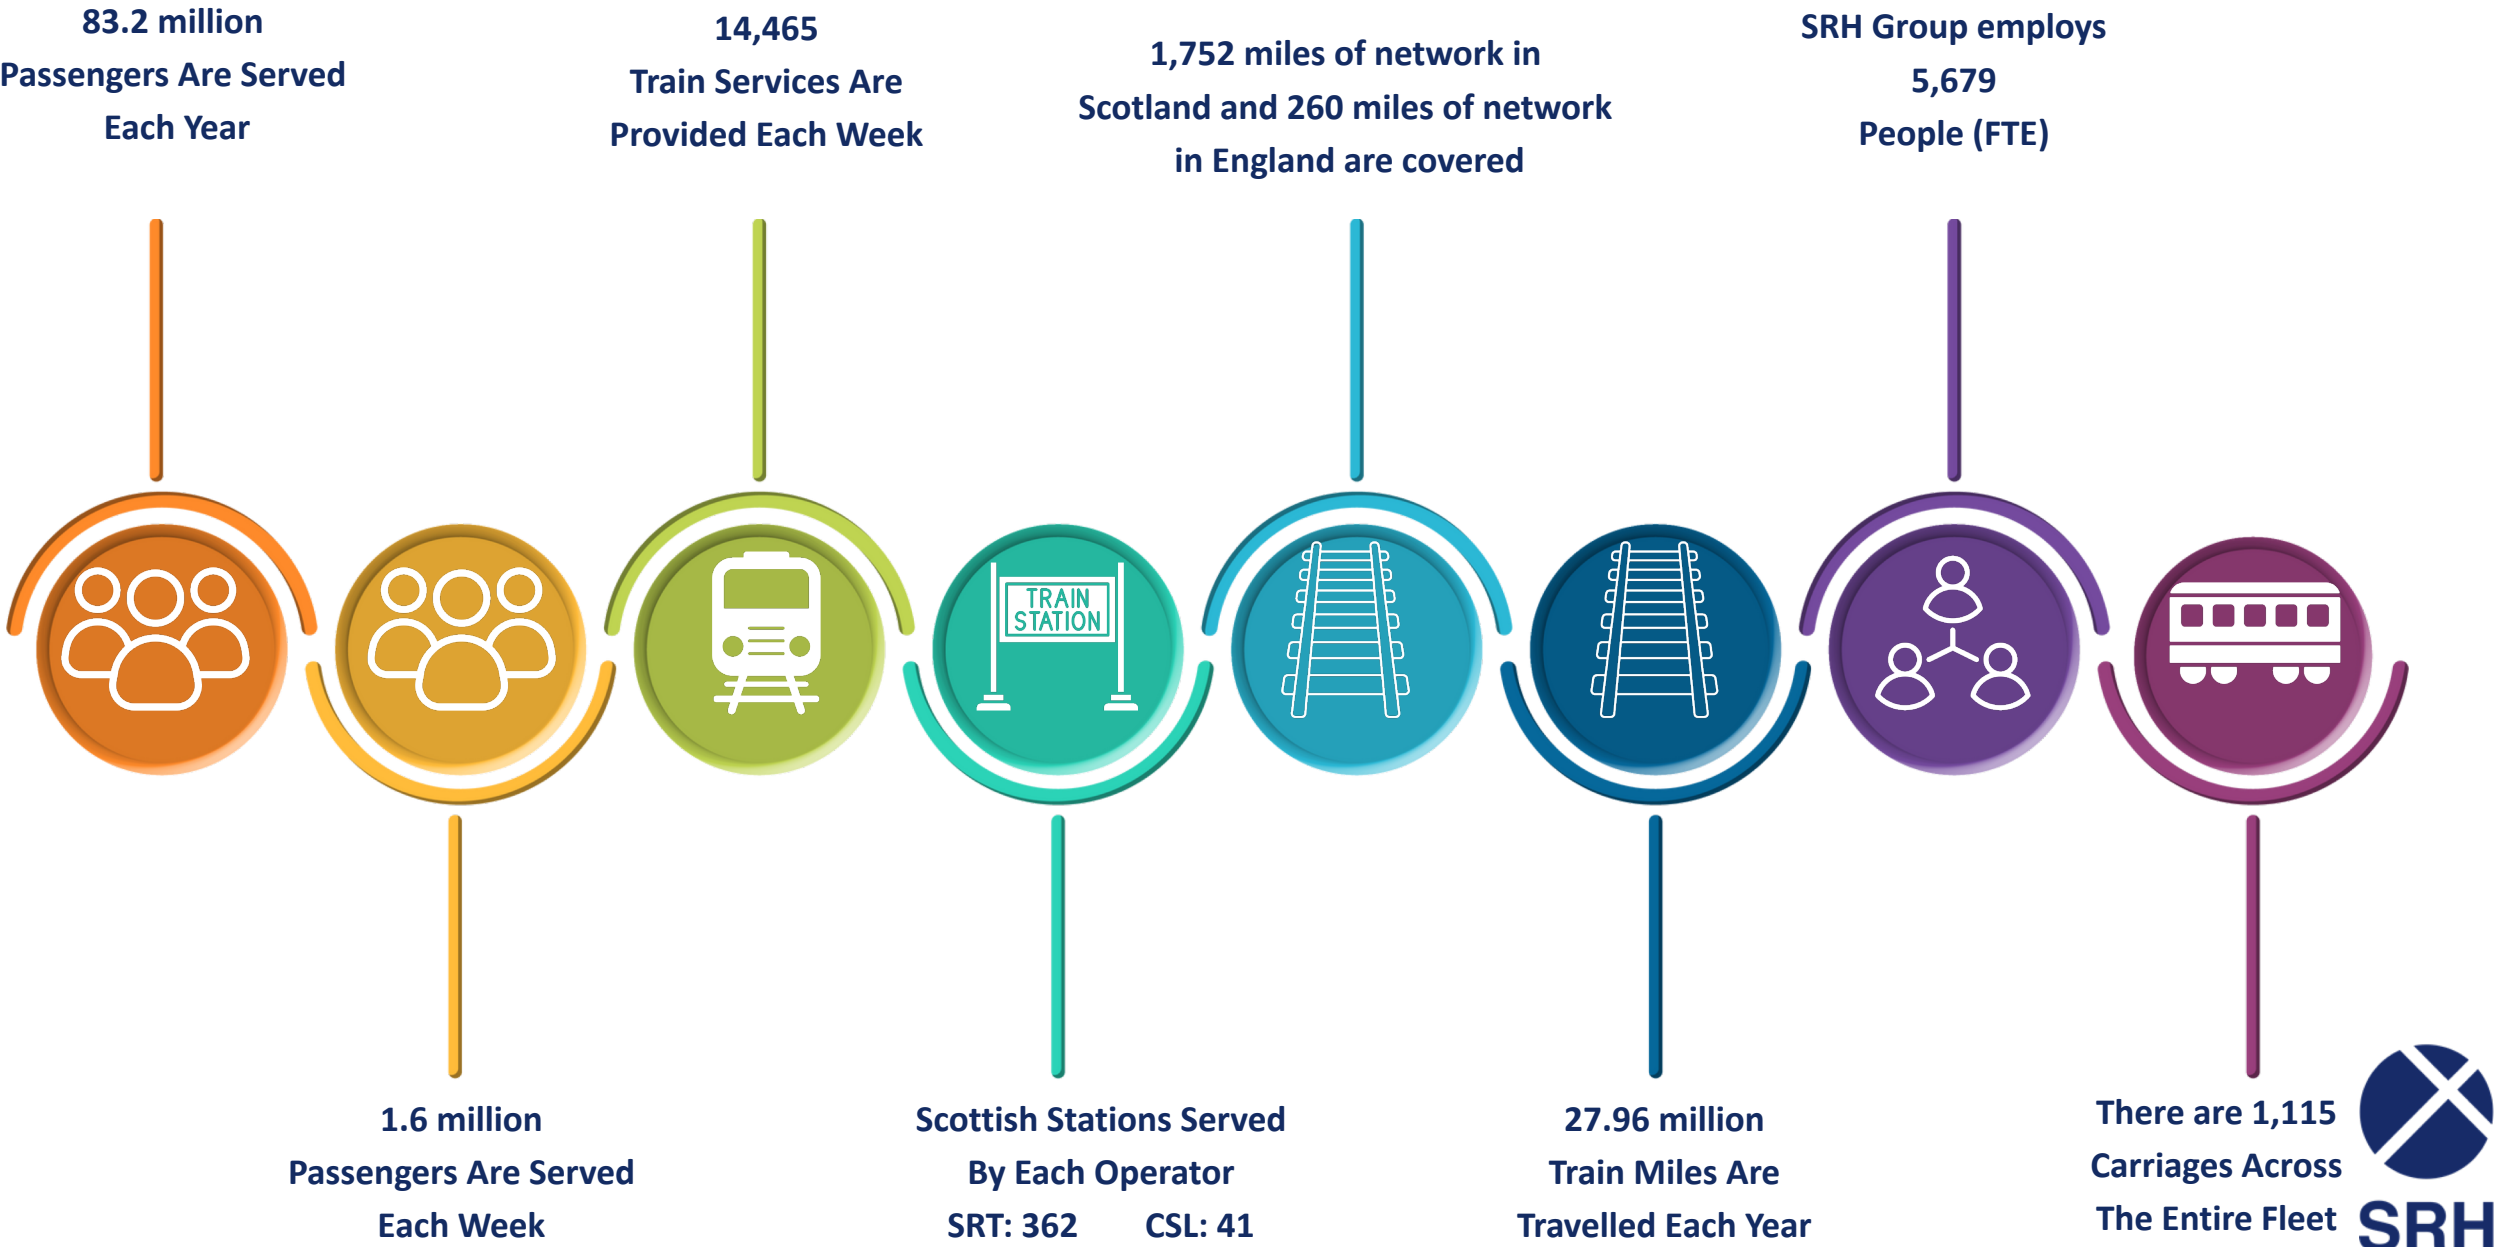 83.2 million
Passengers Are Served
Each Year
14,465
Train Services Are
Provided Each Week
1,752 miles of network in
Scotland and 260 miles of network
in England are covered
SRH Group employs
5,679
People (FTE)
TRAIN
STATION
1.6 million
Passengers Are Served
Each Week
Scottish Stations Served
By Each Operator
SRT: 362 CSL: 41
27.96 million
Train Miles Are
Travelled Each Year
There are 1,115
Carriages Across
The Entire Fleet
SRH